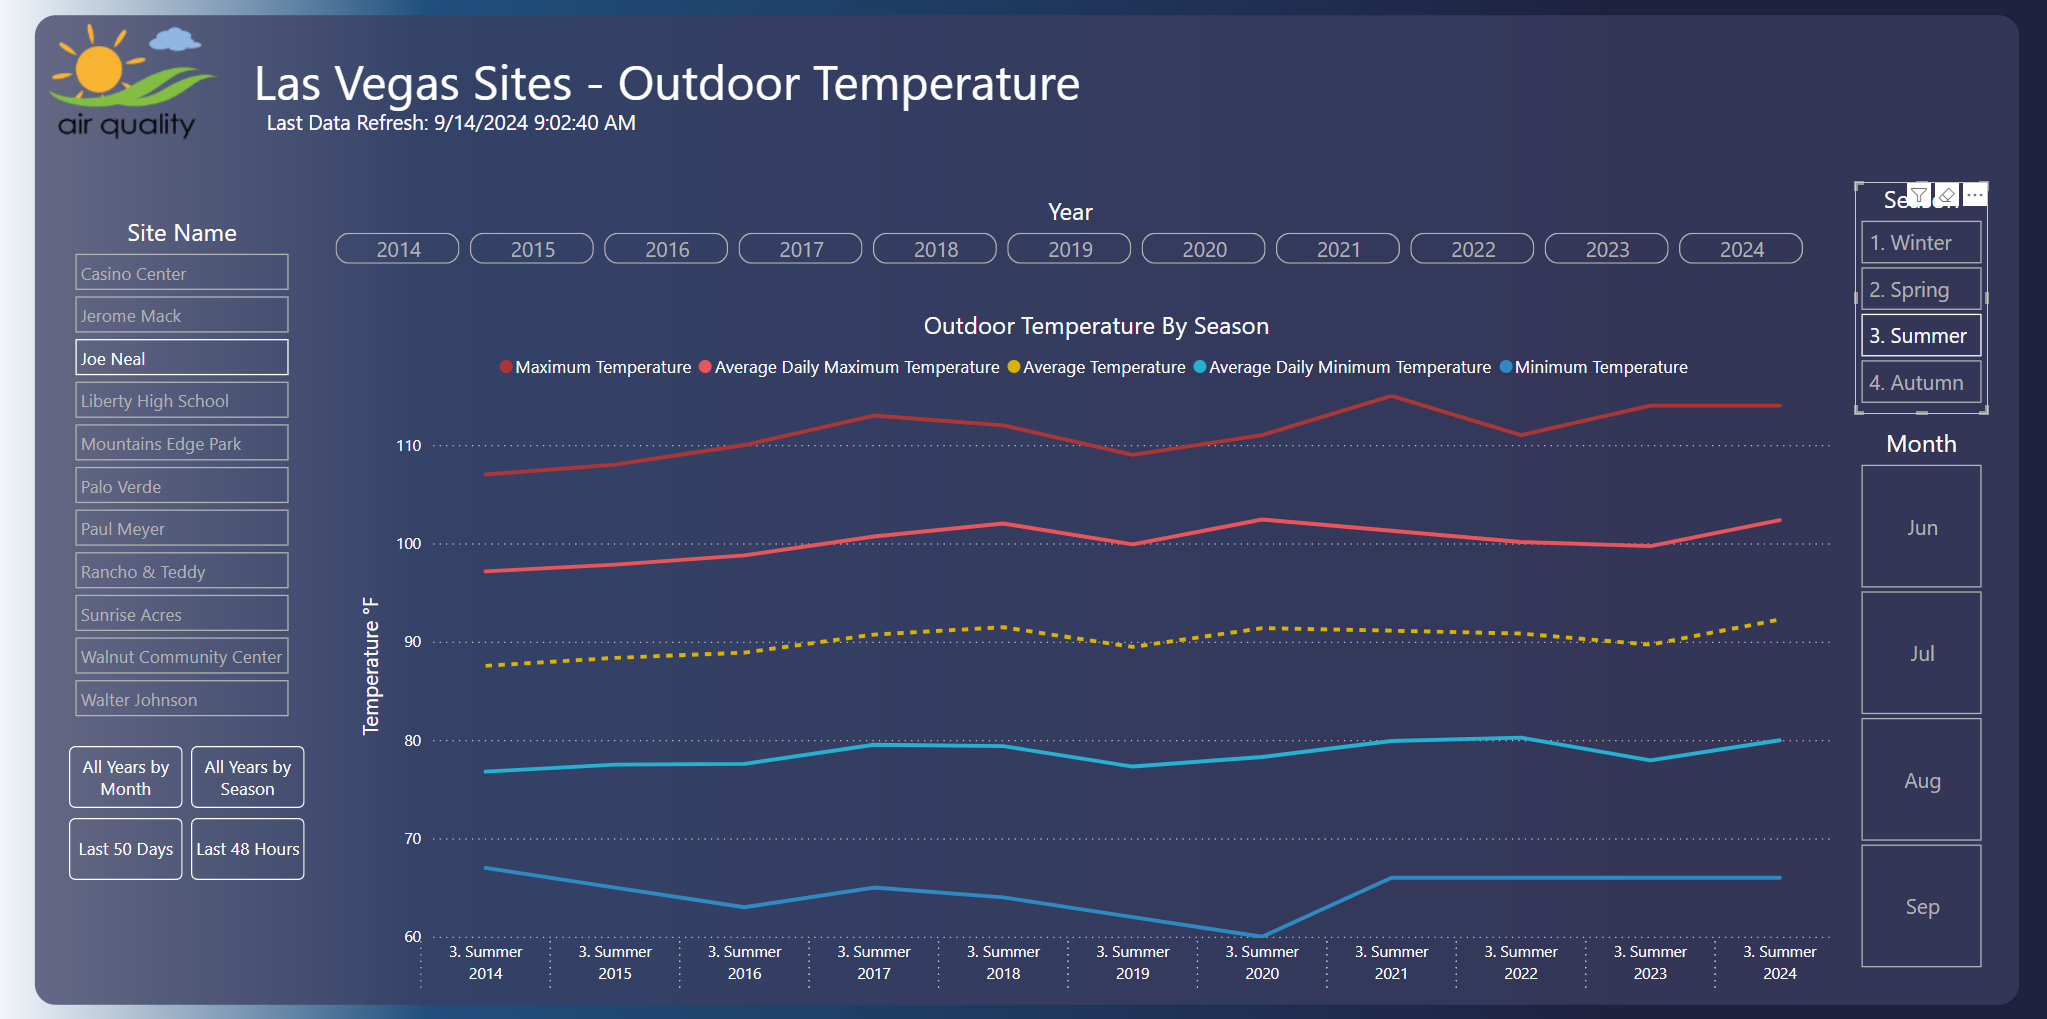 air quality
Las Vegas Sites - Outdoor Temperature
Last Data Refresh: 9/14/2024 9:02:40 AM
Site Name
Casino Center
Jerome Mack
Joe Neal
Liberty High School
Mountains Edge Park
Palo Verde
Paul Meyer
Rancho & Teddy
Sunrise Acres
Walnut Community Center
Walter Johnson
All Years by
Month
All Years by
Season
Last 50 Days
Last 48 Hours
Year
2014 2015 2016 2017 2018 2019 2020 2021 2022 2023 2024
Outdoor Temperature By Season
Maximum Temperature Average Daily Maximum Temperature Average Temperature Average Daily Minimum Temperature Minimum Temperature
Temperature °F
110
100
90
80
70
60
3. Summer 3. Summer 3. Summer 3. Summer 3. Summer 3. Summer 3. Summer 3. Summer 3. Summer 3. Summer 3. Summer
2014 2015 2016 2017 2018 2019 2020 2021 2022 2023 2024
1. Winter
2. Spring
3. Summer
4. Autumn
Month
Jun
Jul
Aug
Sep